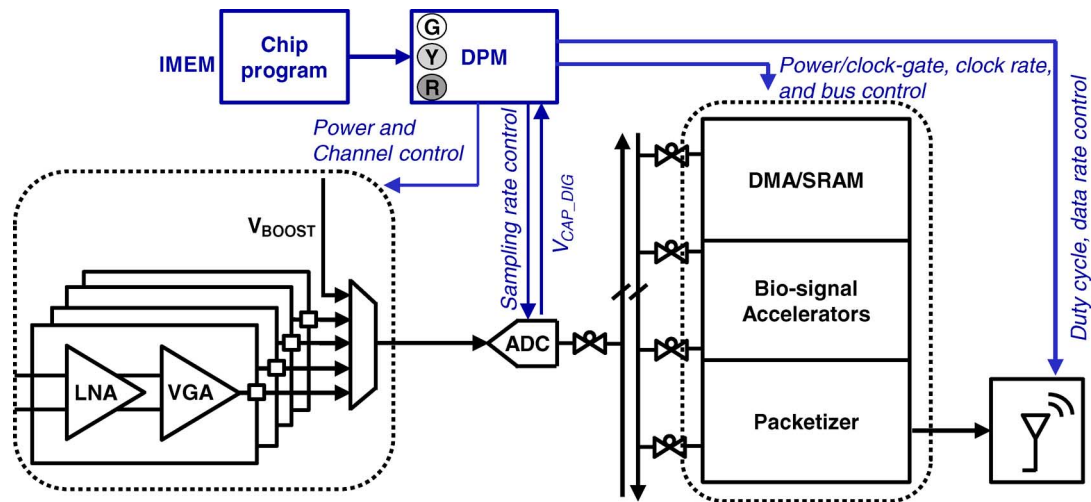 IMEM
Chip
program
G
Y
R
DPM
Power/clock-gate, clock rate,
and bus control
Power and
Channel control
Sampling rate control
V_CAP_DIG
Duty cycle, data rate control
V_BOOST
DMA/SRAM
Bio-signal
Accelerators
ADC
LNA
VGA
Packetizer